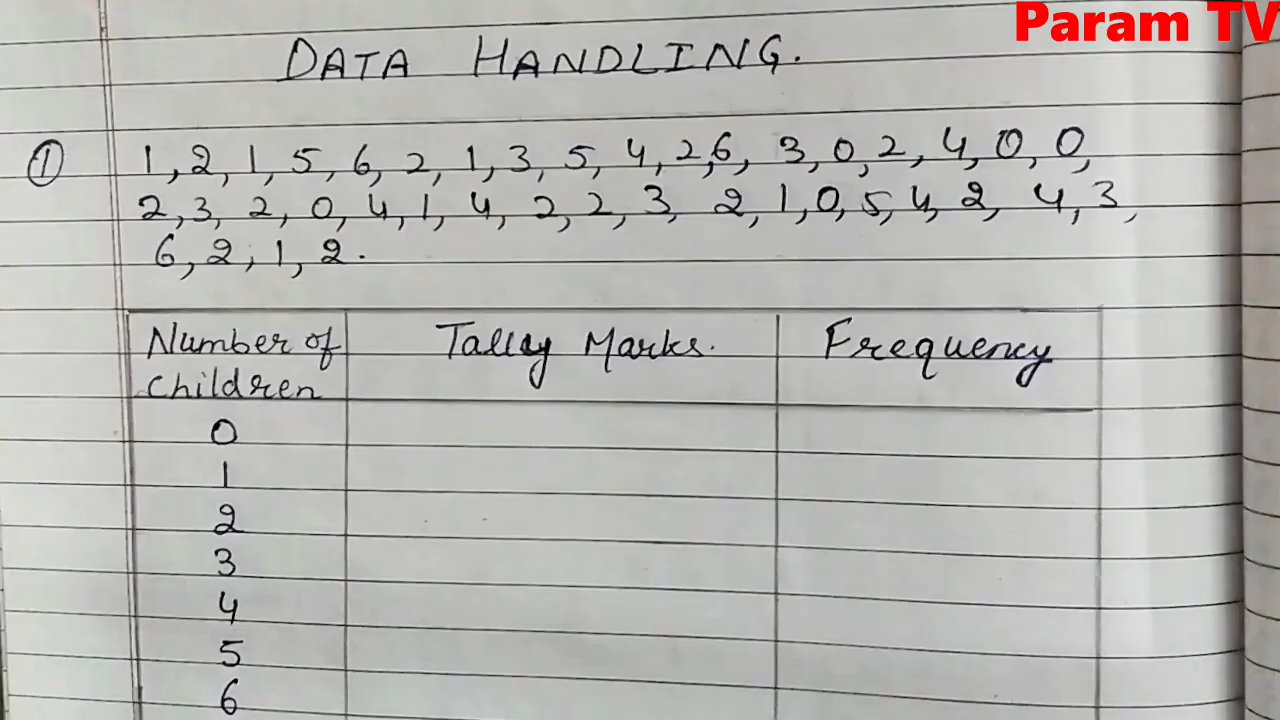 Param TV
DATA HANDLING.
① 1, 2, 1, 5, 6, 2, 1, 3, 5, 4, 2, 6, 3, 0, 2, 4, 0, 0,
2, 3, 2, 0, 4, 1, 4, 2, 2, 3, 2, 1, 0, 5, 4, 2, 4, 3,
6, 2, 1, 2.
Number of Children
Tally Marks.
Frequency
0
1
2
3
4
5
6